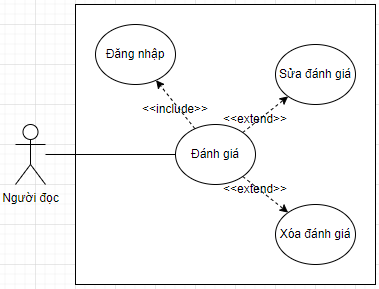 Đăng nhập
Sửa đánh giá
<<include>>
<<extend>>
Đánh giá
<<extend>>
Người đọc
Xóa đánh giá